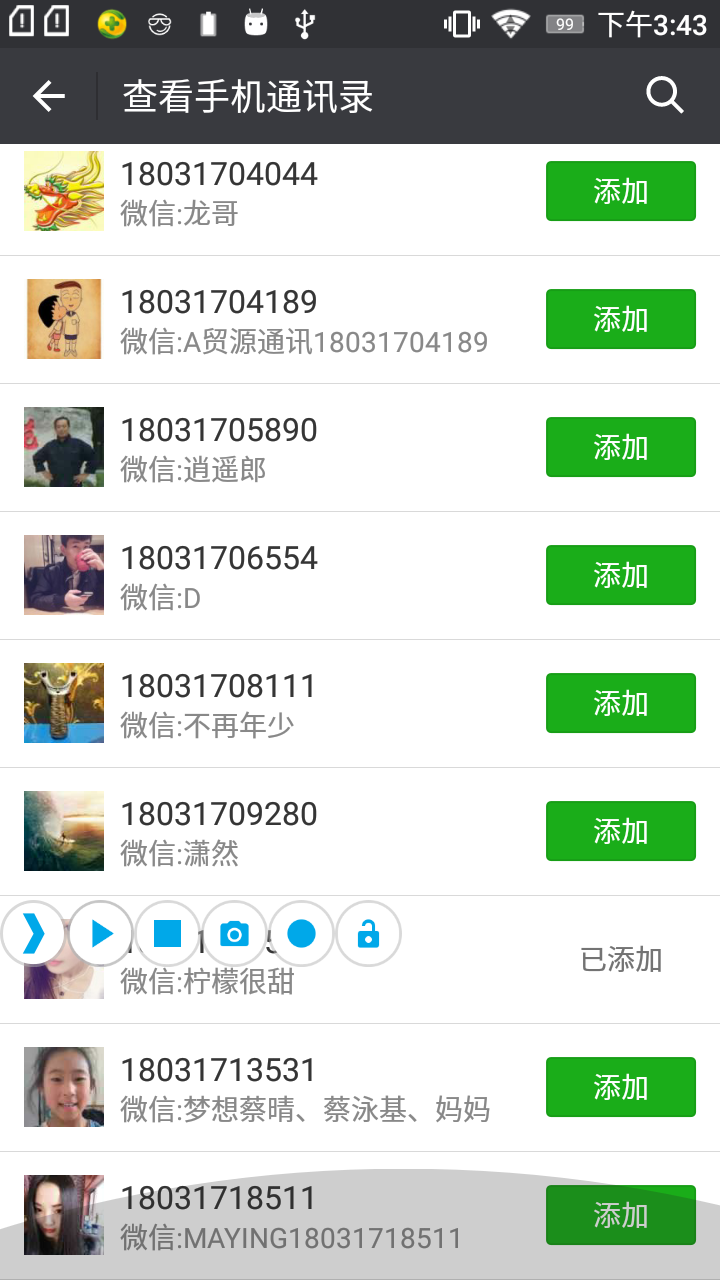 99 下午3:43
查看手机通讯录
18031704044
添加
微信:龙哥
18031704189
添加
微信:A贸源通讯18031704189
18031705890
添加
微信:逍遥郎
18031706554
添加
微信:D
18031708111
添加
微信:不再年少
18031709280
添加
微信:潇然
已添加
微信:柠檬很甜
18031713531
添加
微信:梦想蔡晴、蔡泳基、妈妈
18031718511
添加
微信:MAYING18031718511